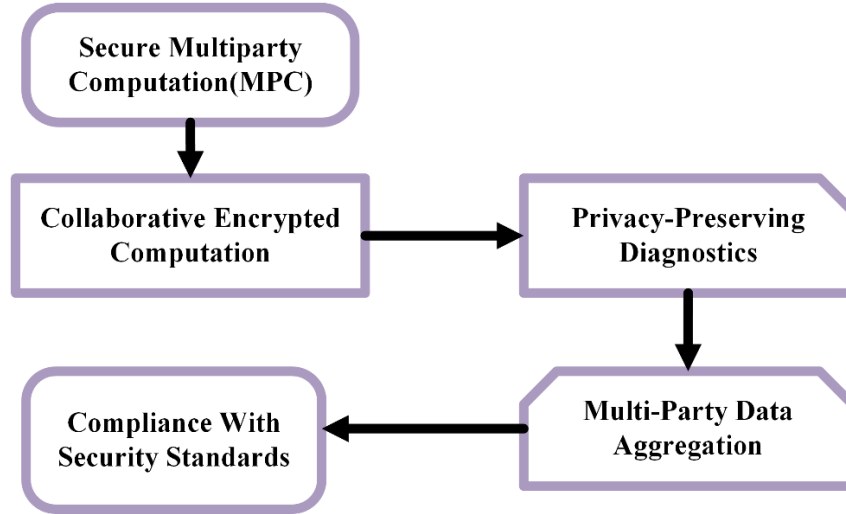 Secure Multiparty
Computation(MPC)
Collaborative Encrypted
Computation
Privacy-Preserving
Diagnostics
Multi-Party Data
Aggregation
Compliance With
Security Standards